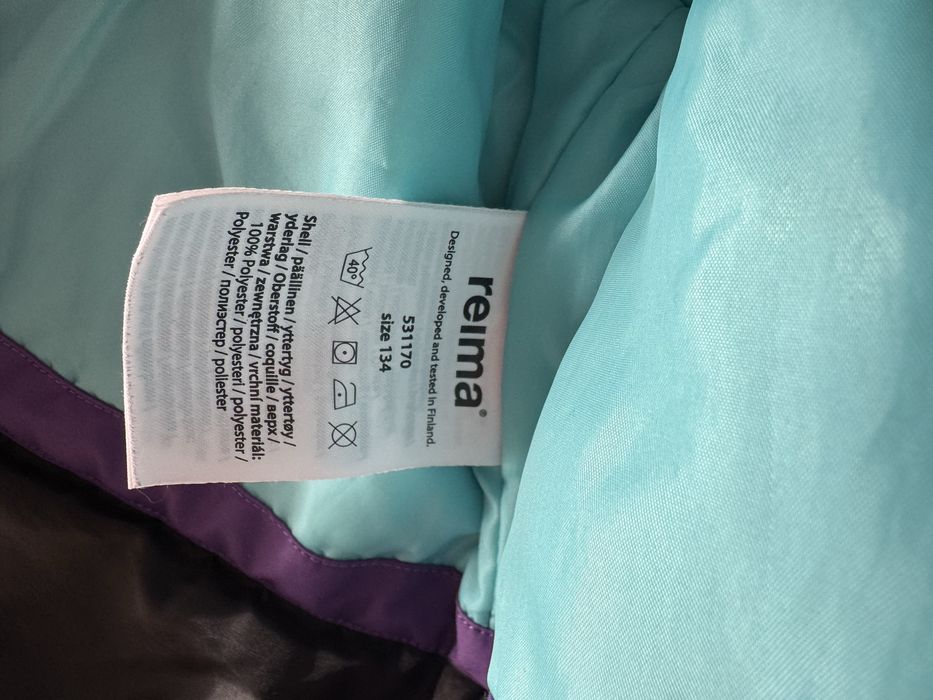 reima®
Designed, developed and tested in Finland.
531170
size 134
40°
Shell / päällinen / yttertyg / yttertøy /
yderlag / Oberstoff / coquille / верх /
warstwa / zewnętrzna / vrchní materiál:
100% Polyester / polyesteri / polyester /
Polyester / полиэстер / poliester